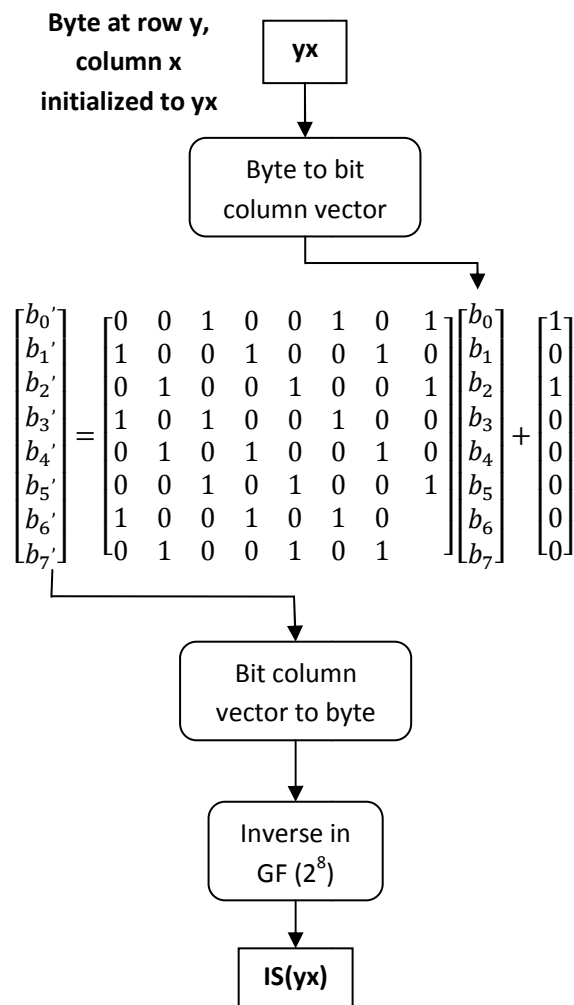 Byte at row y,
column x
initialized to yx
yx
Byte to bit
column vector
[b₀’] = [0 0 1 0 0 1 0 1] [b₀] + [1]
[b₁’] [1 0 0 1 0 0 1 0] [b₁] [0]
[b₂’] [0 1 0 0 1 0 0 1] [b₂] [1]
[b₃’] [1 0 1 0 0 1 0 0] [b₃] [0]
[b₄’] [0 1 0 1 0 0 1 0] [b₄] [0]
[b₅’] [0 0 1 0 1 0 0 1] [b₅] [0]
[b₆’] [1 0 0 1 0 1 0] [b₆] [0]
[b₇’] [0 1 0 0 1 0 1] [b₇] [0]
Bit column
vector to byte
Inverse in
GF (2⁸)
IS(yx)